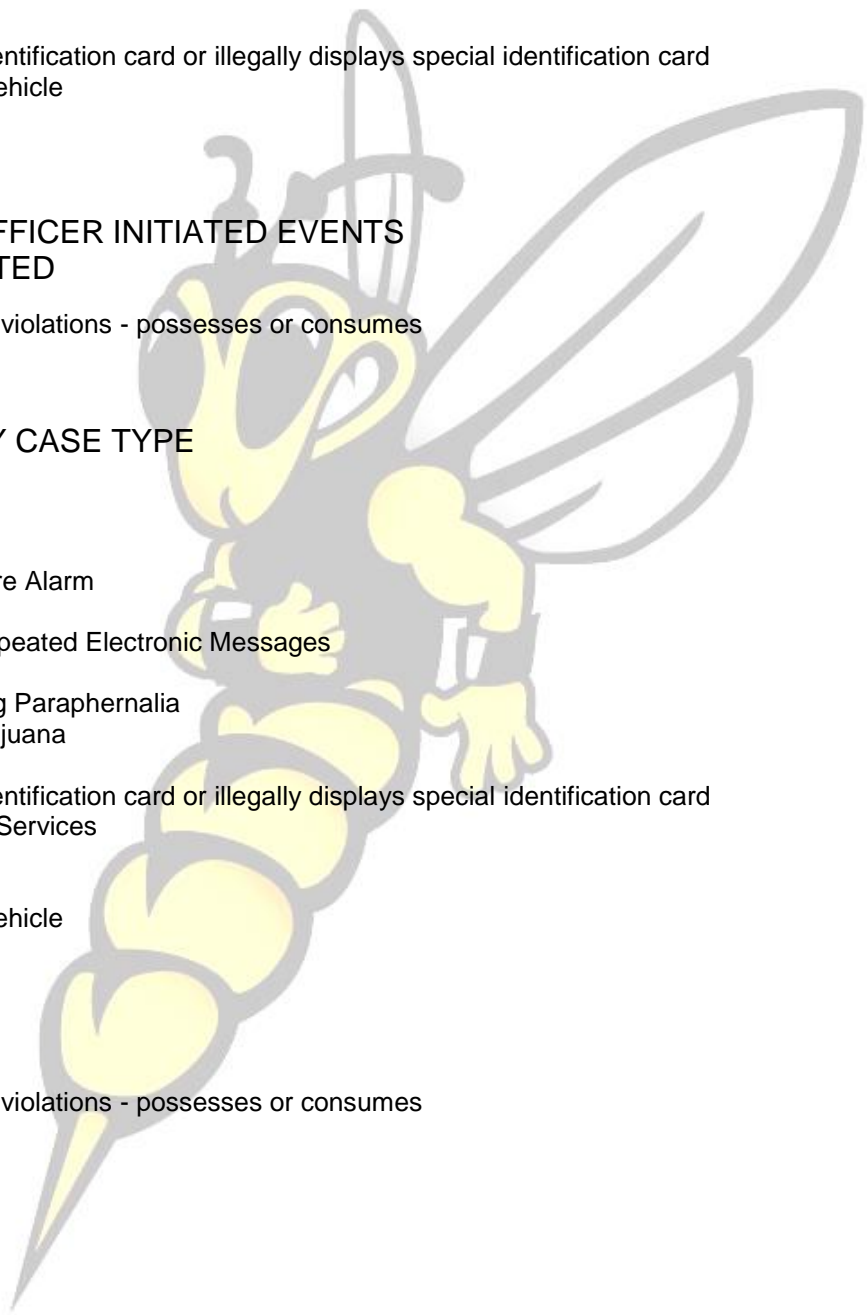 entification card or illegally displays special identification card
ehicle
FFICER INITIATED EVENTS
TED
violations - possesses or consumes
Y CASE TYPE
re Alarm
peated Electronic Messages
g Paraphernalia
juana
entification card or illegally displays special identification card
Services
ehicle
violations - possesses or consumes